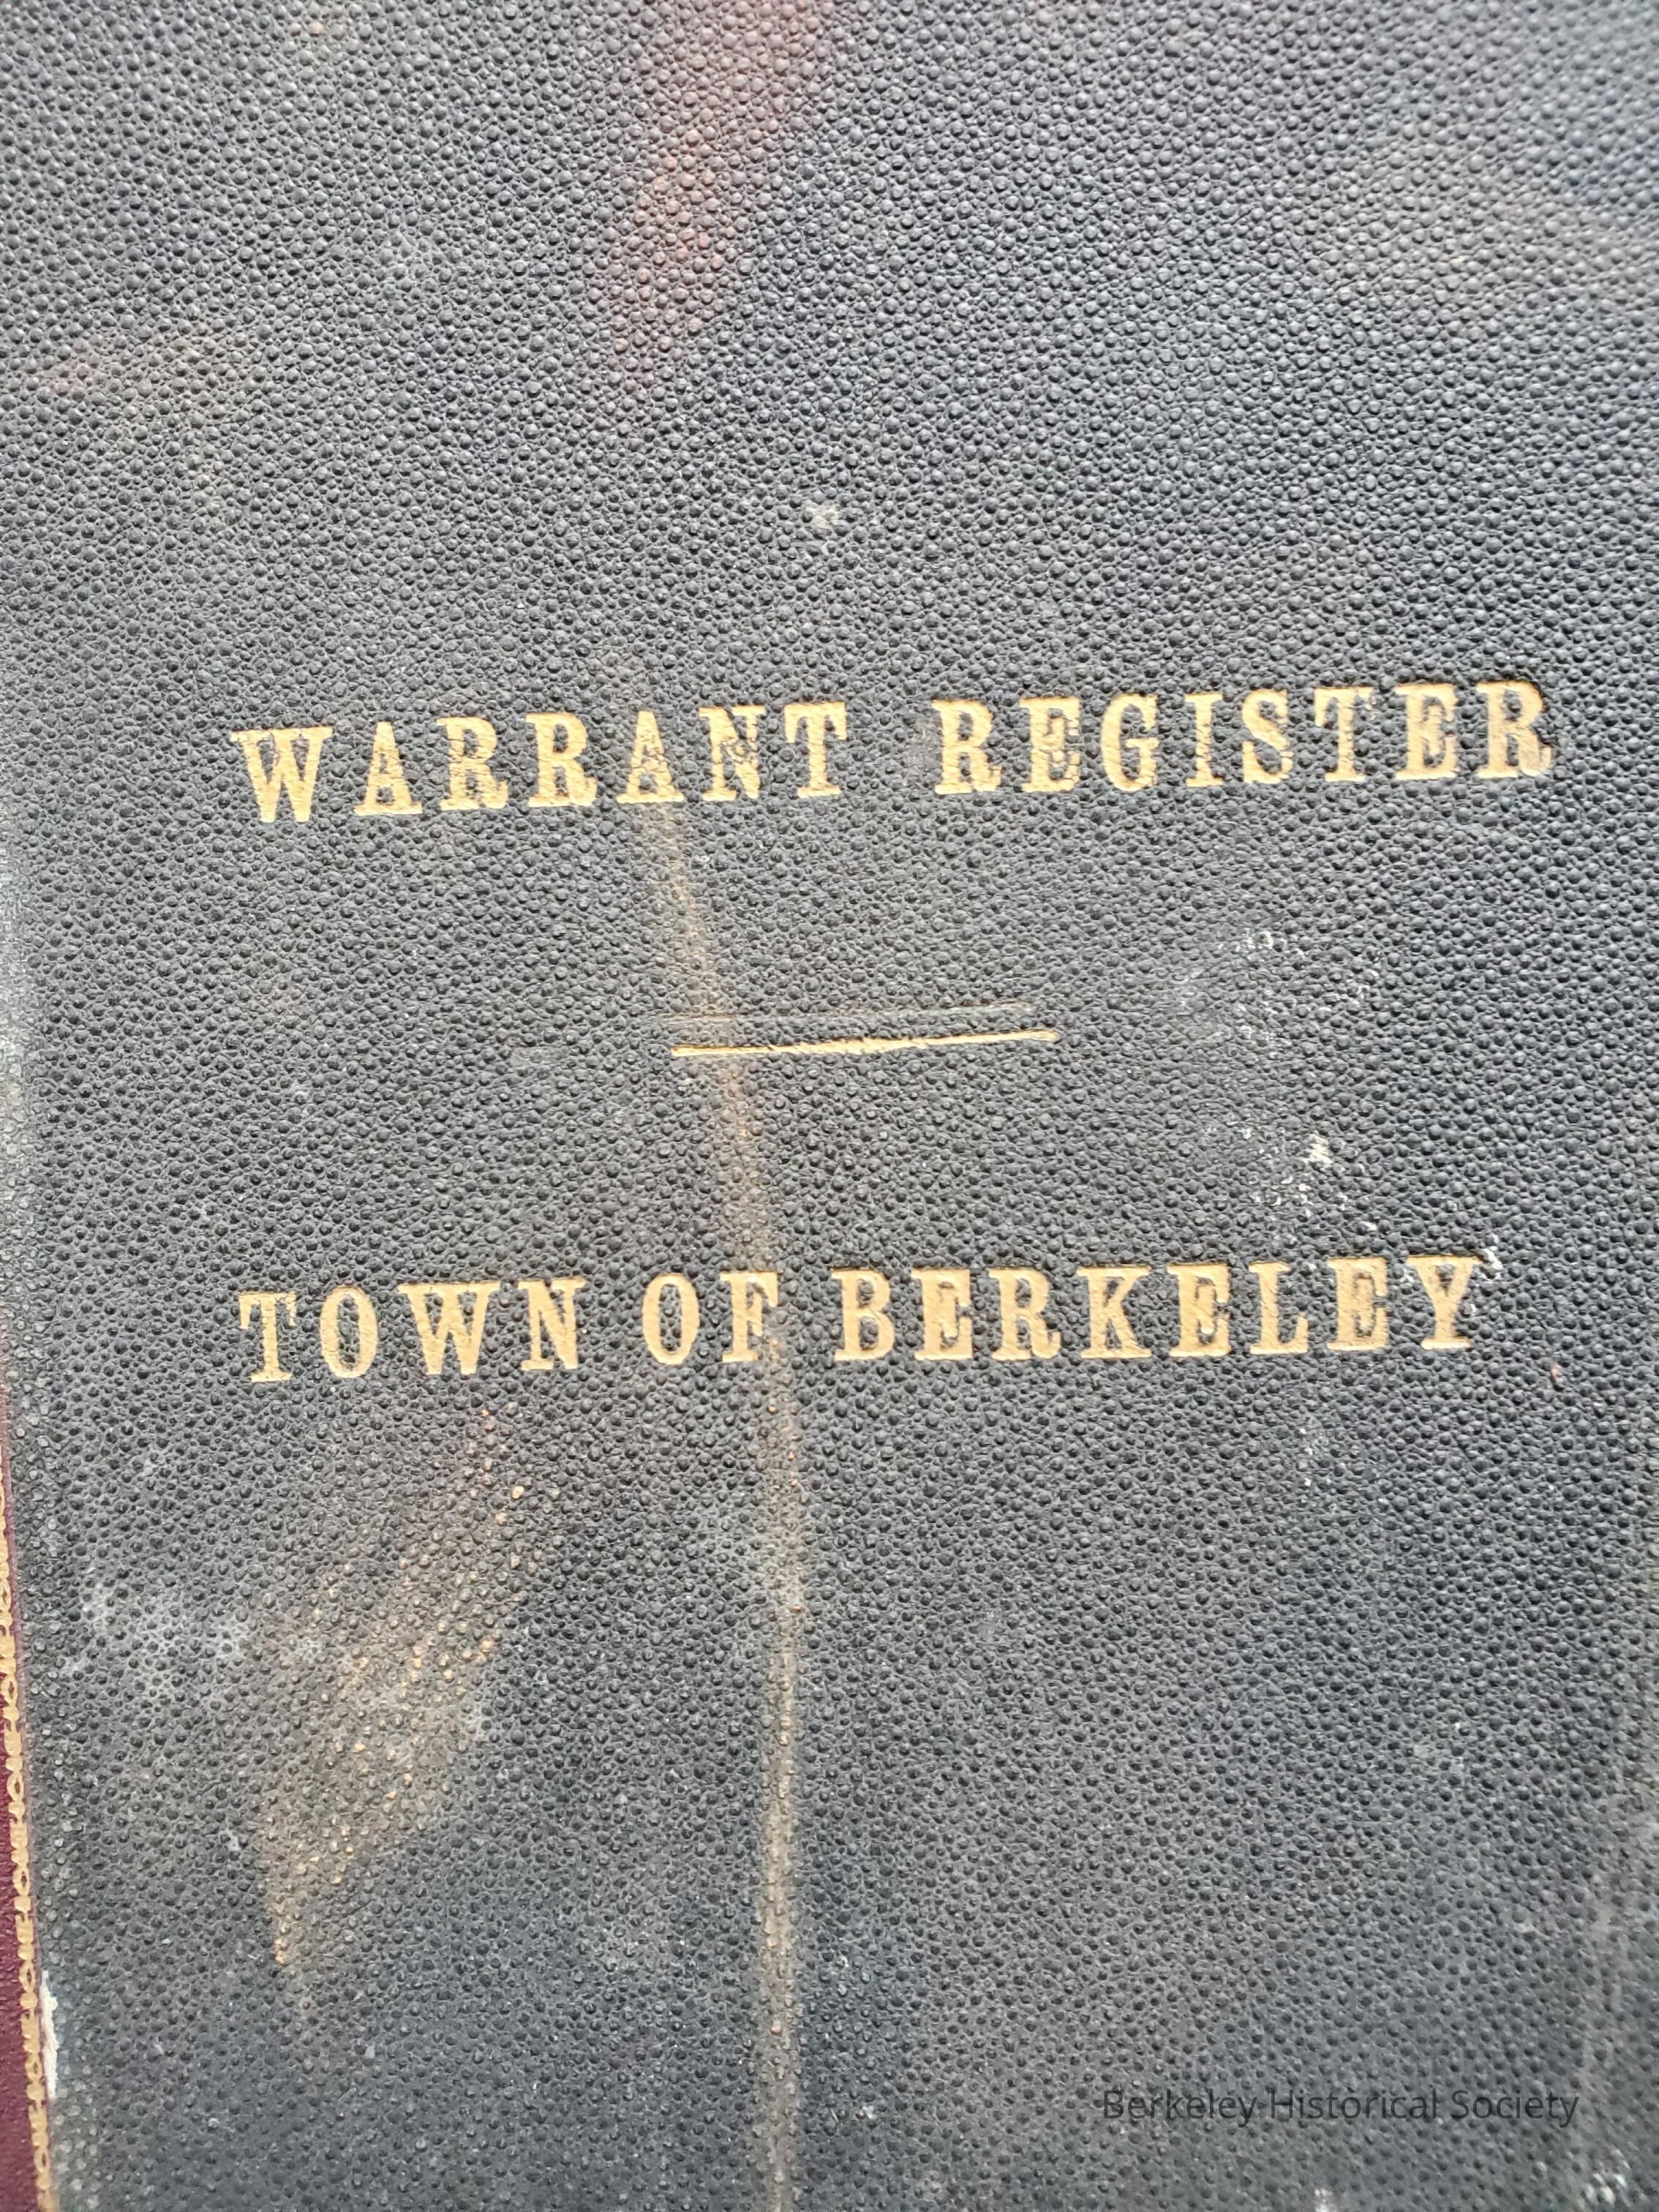 WARRANT REGISTER
TOWN OF BERKELEY
Berkeley Historical Society